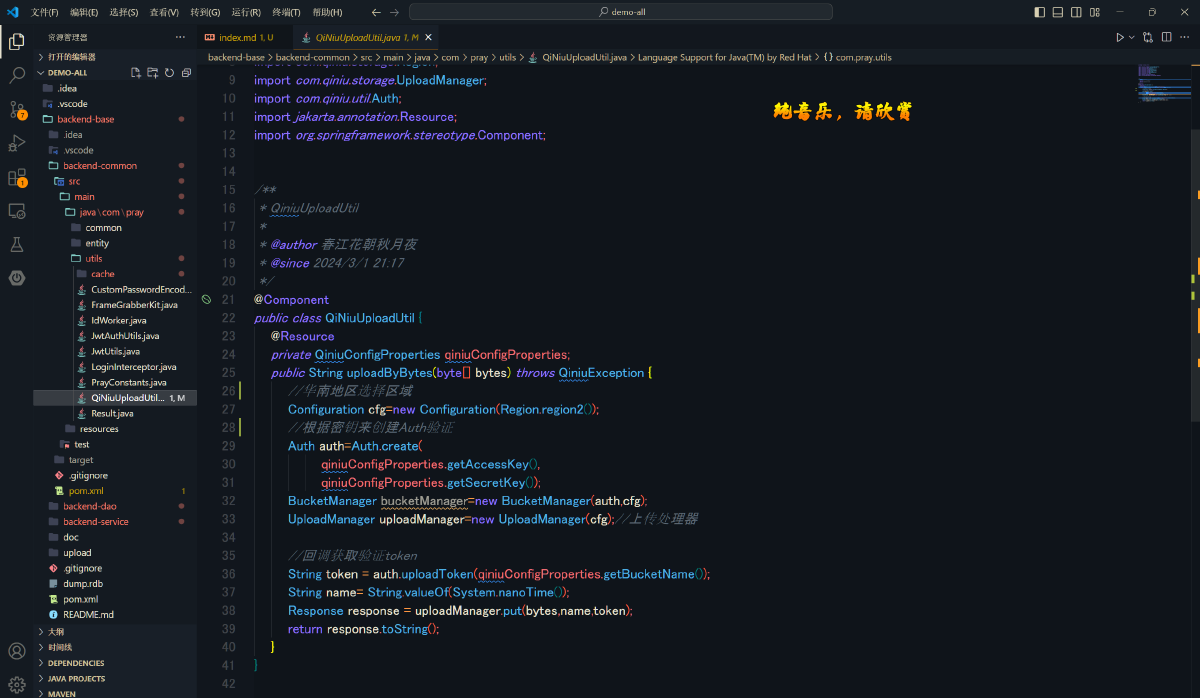 文件(F) 编辑(E) 选择(S) 查看(V) 转到(G) 运行(R) 终端(T) 帮助(H)
demo-all
资源管理器
index.md 1, U
QiNiuUploadUtil.java 1, M
backend-base > backend-common > src > main > java > com > pray > utils > QiNiuUploadUtil.java > Language Support for Java(TM) by Red Hat > {} com.pray.utils
打开的编辑器
DEMO-ALL
.idea
.vscode
backend-base
.idea
.vscode
backend-common
src
main
java \ com \ pray
common
entity
utils
cache
CustomPasswordEncod...
FrameGrabberKit.java
IdWorker.java
JwtAuthUtils.java
JwtUtils.java
LoginInterceptor.java
PrayConstants.java
QiNiuUploadUtil... 1, M
Result.java
resources
test
target
.gitignore
pom.xml 1
backend-dao
backend-service
doc
upload
.gitignore
dump.rdb
pom.xml
README.md
大纲
时间线
DEPENDENCIES
JAVA PROJECTS
MAVEN
7
1
9 import com.qiniu.storage.UploadManager;
10 import com.qiniu.util.Auth;
11 import jakarta.annotation.Resource;
12 import org.springframework.stereotype.Component;
13
14
15 /**
16 * QiniuUploadUtil
17 *
18 * @author 春江花朝秋月夜
19 * @since 2024/3/1 21:17
20 */
21 @Component
22 public class QiNiuUploadUtil {
23 @Resource
24 private QiniuConfigProperties qiniuConfigProperties;
25 public String uploadByBytes(byte[] bytes) throws QiniuException {
26 //华南地区选择区域
27 Configuration cfg=new Configuration(Region.region2());
28 //根据密钥来创建Auth验证
29 Auth auth=Auth.create(
30 qiniuConfigProperties.getAccessKey(),
31 qiniuConfigProperties.getSecretKey());
32 BucketManager bucketManager=new BucketManager(auth,cfg);
33 UploadManager uploadManager=new UploadManager(cfg);//上传处理器
34
35 //回调获取验证token
36 String token = auth.uploadToken(qiniuConfigProperties.getBucketName());
37 String name= String.valueOf(System.nanoTime());
38 Response response = uploadManager.put(bytes,name,token);
39 return response.toString();
40 }
41 }
42
纯音乐，请欣赏